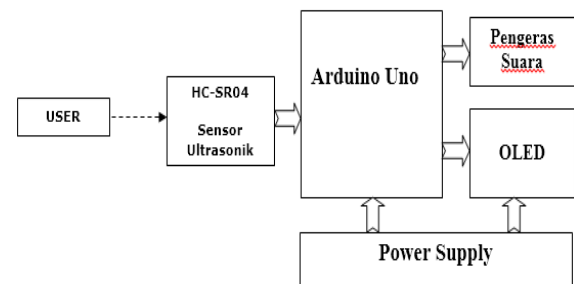 USER
HC-SR04
Sensor
Ultrasonik
Arduino Uno
Pengeras
Suara
OLED
Power Supply